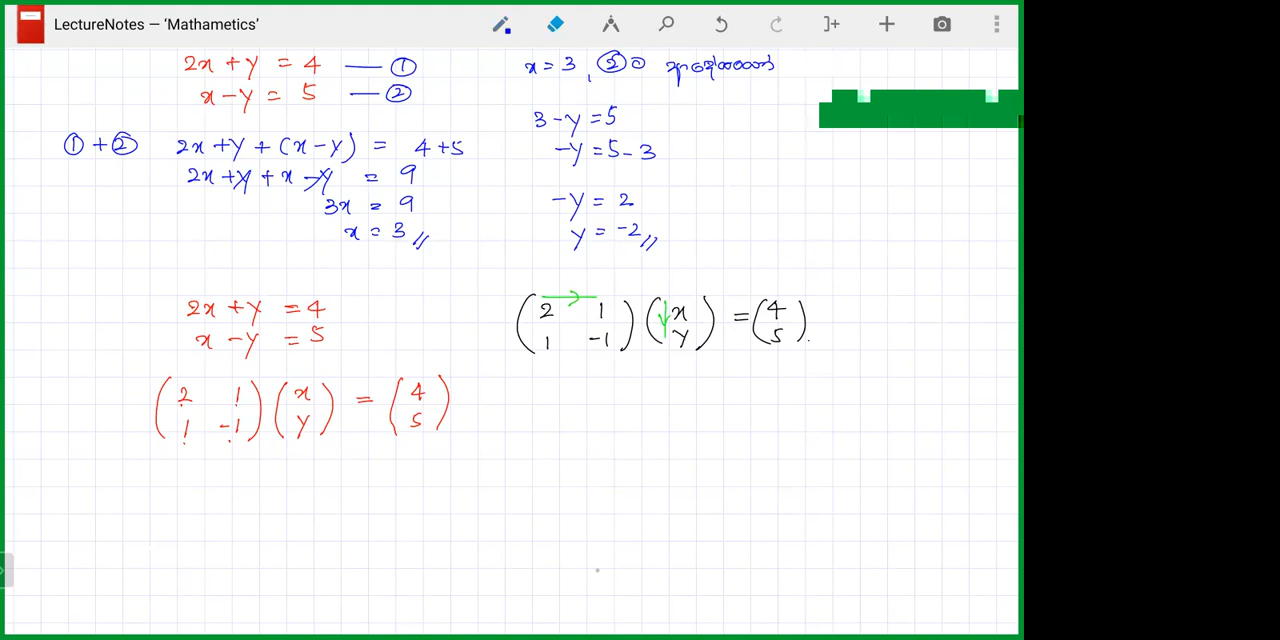 LectureNotes — ‘Mathametics’
2x + y = 4 — ①
x - y = 5 — ②
① + ② 2x + y + (x - y) = 4 + 5
2x + y + x - y = 9
3x = 9
x = 3 //
x = 3 , ② ට
3 - y = 5
-y = 5 - 3
-y = 2
y = -2 //
2x + y = 4
x - y = 5
( 2 1 ) ( x ) = ( 4 )
( 1 -1 ) ( y ) ( 5 )
( 2 1 ) ( x ) = ( 4 )
( 1 -1 ) ( y ) ( 5 ) .